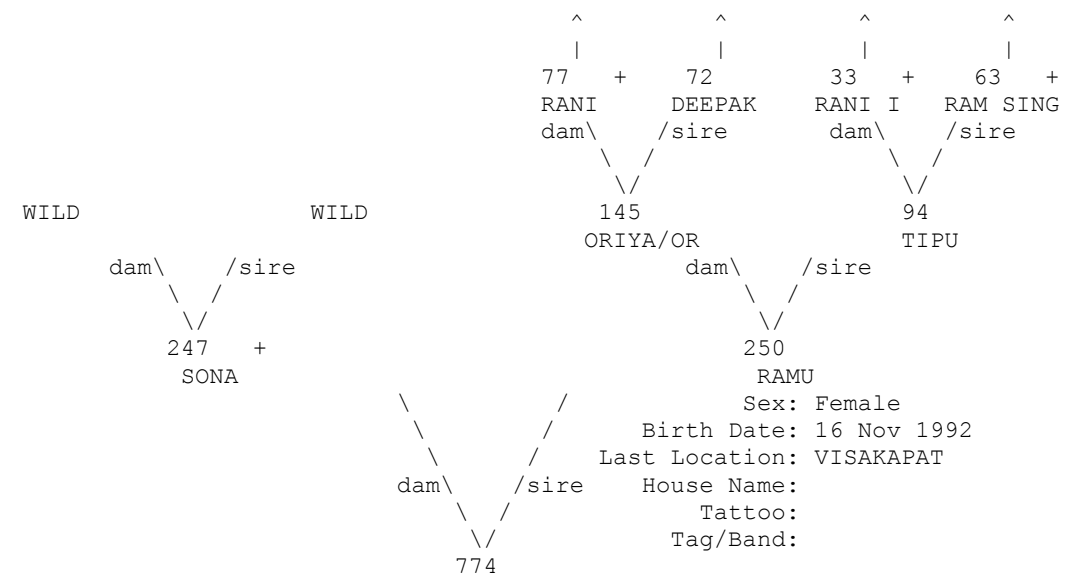 ^ ^ ^ ^
| | | |
77 + 72 33 + 63 +
RANI DEEPAK RANI I RAM SING
dam\ /sire dam\ /sire
\ / \ /
\/ \/
WILD WILD 145 94
ORIYA/OR TIPU
dam\ /sire dam\ /sire
\ / \ /
\/ \/
247 + 250
SONA RAMU
\ / Sex: Female
\ / Birth Date: 16 Nov 1992
\ / Last Location: VISAKAPAT
dam\ /sire House Name:
\ / Tattoo:
\/ Tag/Band:
774